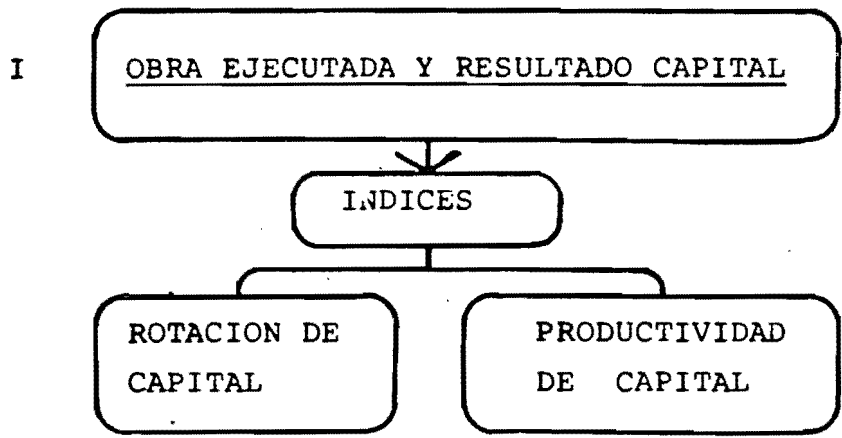 I
OBRA EJECUTADA Y RESULTADO CAPITAL
INDICES
ROTACION DE
CAPITAL
PRODUCTIVIDAD
DE CAPITAL